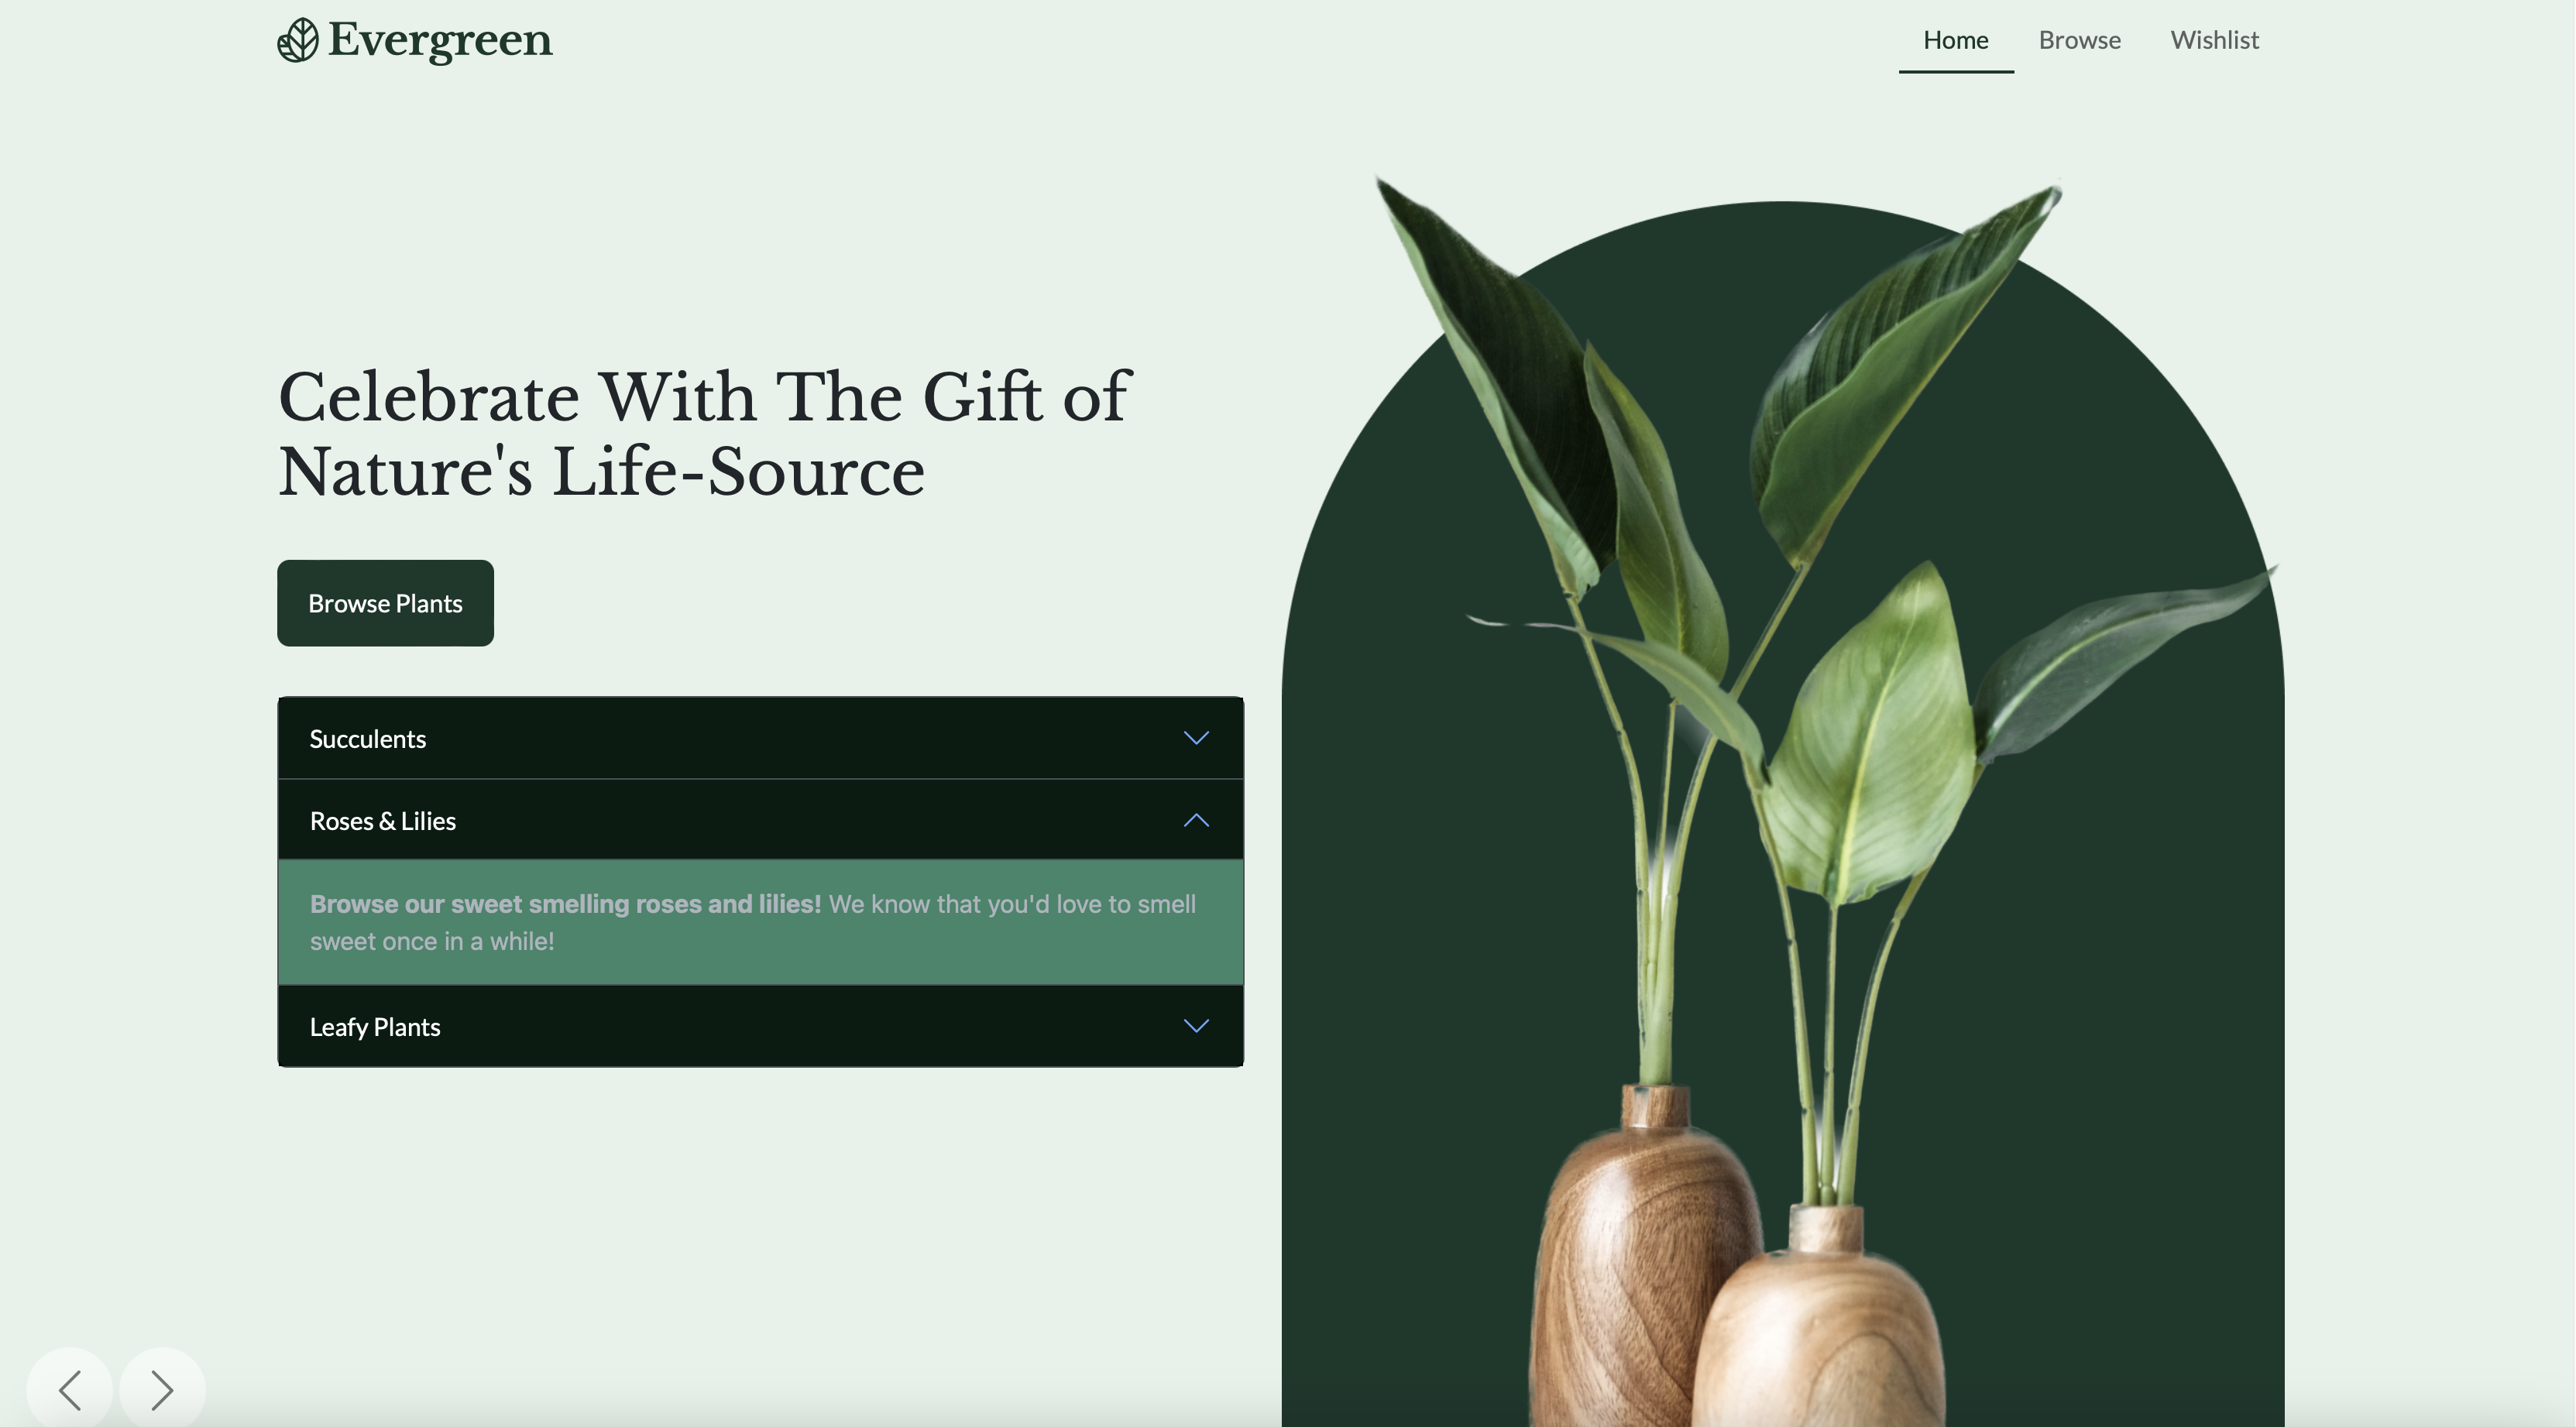 Evergreen
Home
Browse
Wishlist
Celebrate With The Gift of
Nature's Life-Source
Browse Plants
Succulents
Roses & Lilies
Browse our sweet smelling roses and lilies! We know that you'd love to smell
sweet once in a while!
Leafy Plants